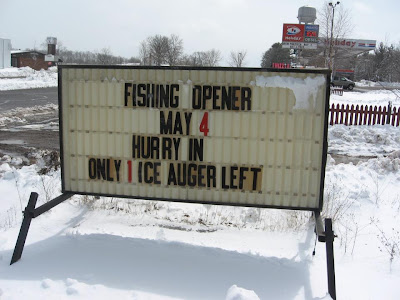 FISHING OPENER
MAY 4
HURRY IN
ONLY 1 ICE AUGER LEFT